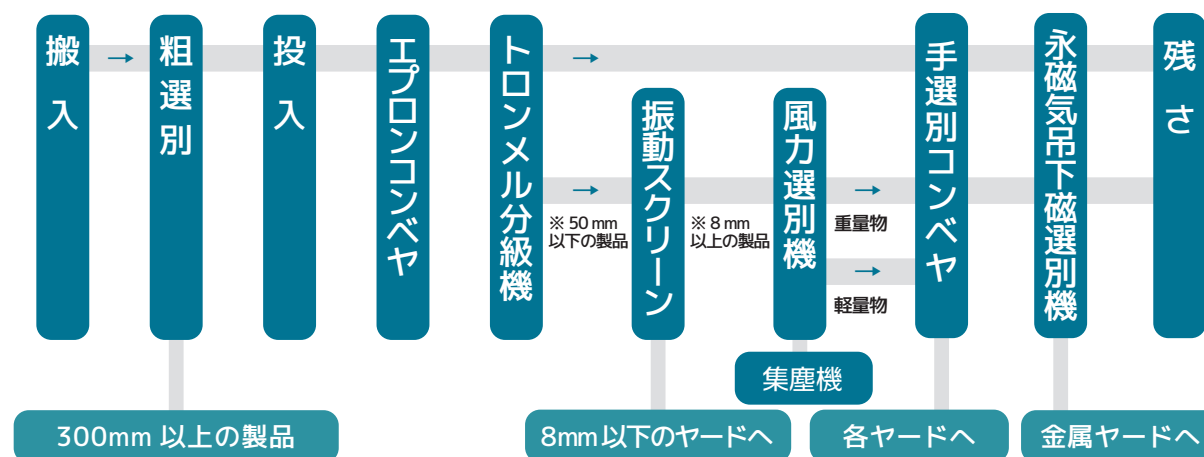 搬入
→
粗選別
投入
エプロンコンベヤ
トロンメル分級機
→
→
※ 50 mm
以下の製品
振動スクリーン
※ 8 mm
以上の製品
風力選別機
→
重量物
→
軽量物
手選別コンベヤ
永磁気吊下磁選別機
残さ
集塵機
300mm 以上の製品
8mm以下のヤードへ
各ヤードへ
金属ヤードへ